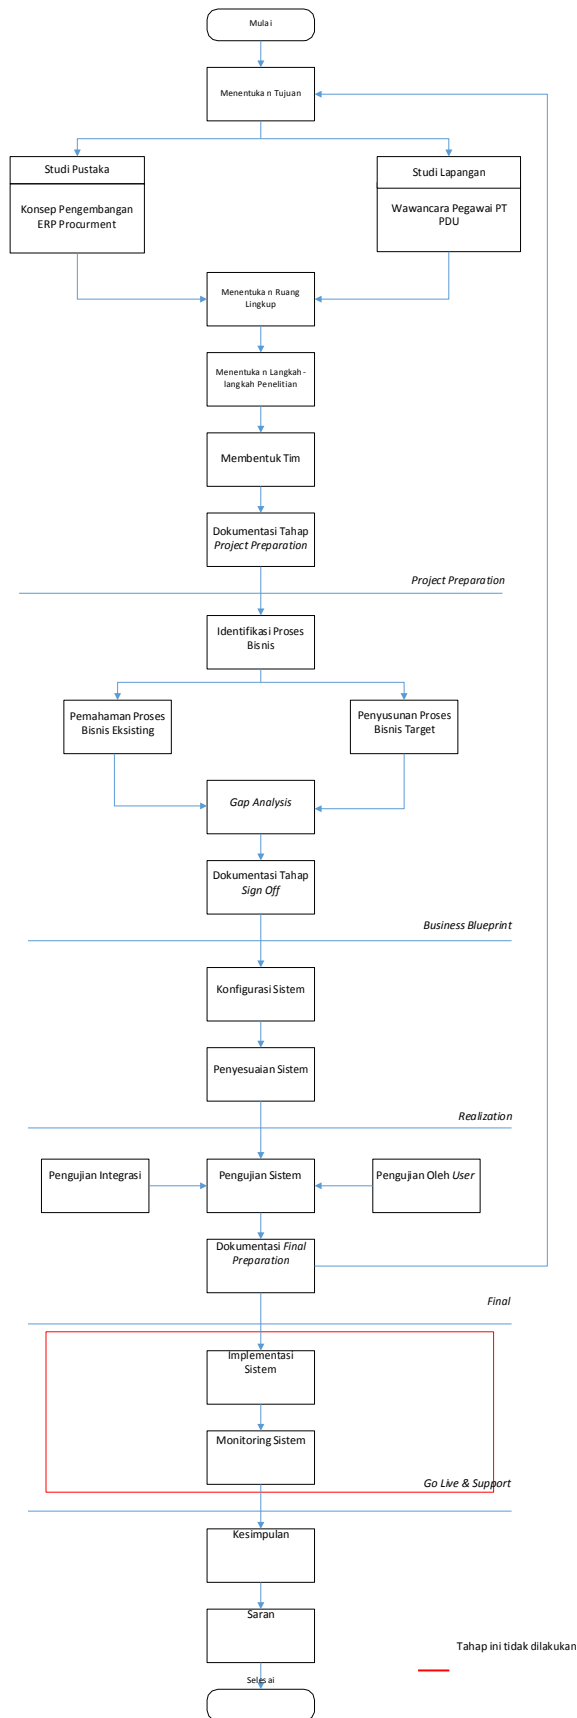 Mulai
Menentuka n Tujuan
Studi Pustaka
Konsep Pengembangan
ERP Procurment
Studi Lapangan
Wawancara Pegawai PT
PDU
Menentuka n Ruang
Lingkup
Menentuka n Langkah-
langkah Penelitian
Membentuk Tim
Dokumentasi Tahap
Project Preparation
Project Preparation
Identifikasi Proses
Bisnis
Pemahaman Proses
Bisnis Eksisting
Penyusunan Proses
Bisnis Target
Gap Analysis
Dokumentasi Tahap
Sign Off
Business Blueprint
Konfigurasi Sistem
Penyesuaian Sistem
Realization
Pengujian Integrasi
Pengujian Sistem
Pengujian Oleh User
Dokumentasi Final
Preparation
Final
Implementasi
Sistem
Monitoring Sistem
Go Live & Support
Kesimpulan
Saran
Tahap ini tidak dilakukan
Selesai